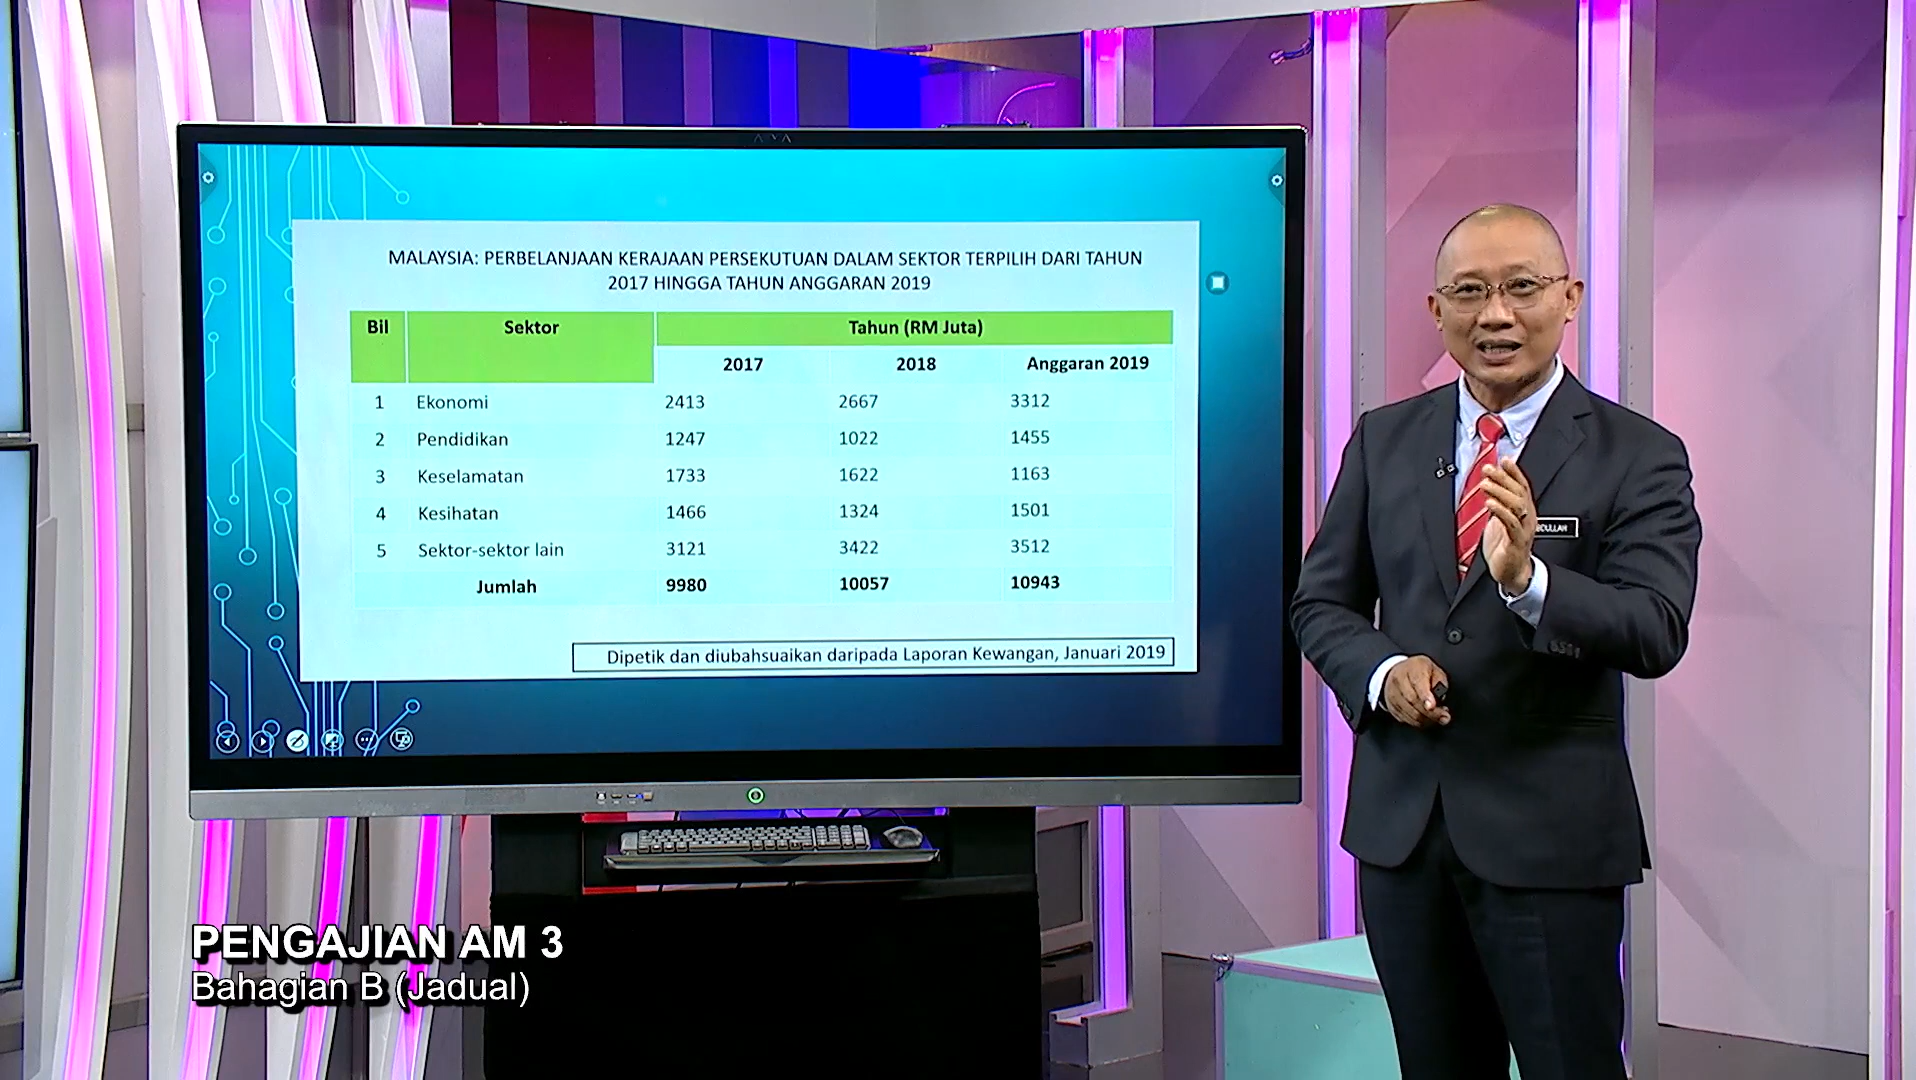 MALAYSIA: PERBELANJAAN KERAJAAN PERSEKUTUAN DALAM SEKTOR TERPILIH DARI TAHUN
2017 HINGGA TAHUN ANGGARAN 2019
Bil Sektor Tahun (RM Juta)
2017 2018 Anggaran 2019
1 Ekonomi 2413 2667 3312
2 Pendidikan 1247 1022 1455
3 Keselamatan 1733 1622 1163
4 Kesihatan 1466 1324 1501
5 Sektor-sektor lain 3121 3422 3512
Jumlah 9980 10057 10943
Dipetik dan diubahsuaikan daripada Laporan Kewangan, Januari 2019
PENGAJIAN AM 3
Bahagian B (Jadual)